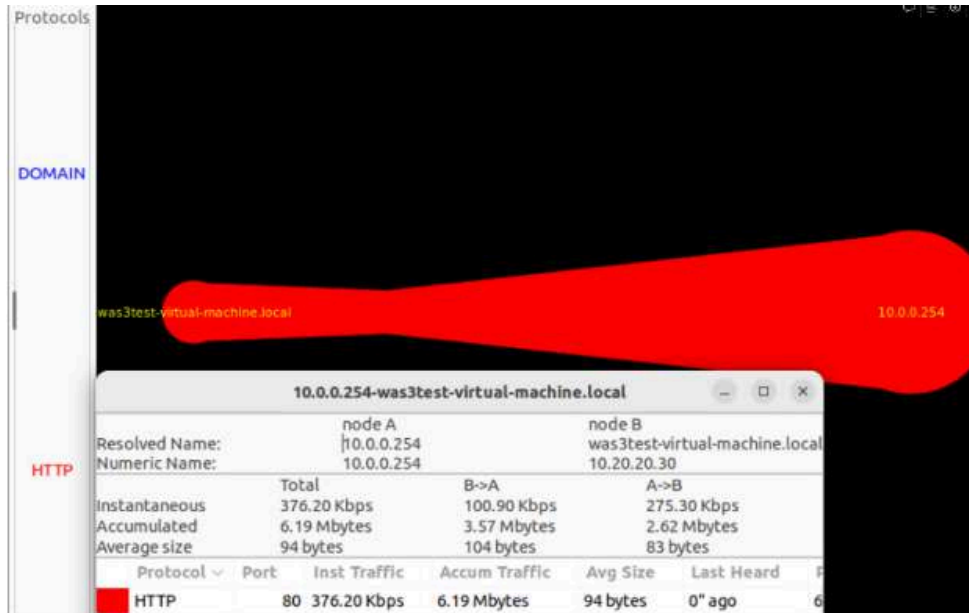 Protocols
DOMAIN
was3test-virtual-machine.local 10.0.0.254
10.0.0.254-was3test-virtual-machine.local
node A node B
Resolved Name: 10.0.0.254 was3test-virtual-machine.local
Numeric Name: 10.0.0.254 10.20.20.30
HTTP
Total B->A A->B
Instantaneous 376.20 Kbps 100.90 Kbps 275.30 Kbps
Accumulated 6.19 Mbytes 3.57 Mbytes 2.62 Mbytes
Average size 94 bytes 104 bytes 83 bytes
Protocol Port Inst Traffic Accum Traffic Avg Size Last Heard
HTTP 80 376.20 Kbps 6.19 Mbytes 94 bytes 0" ago